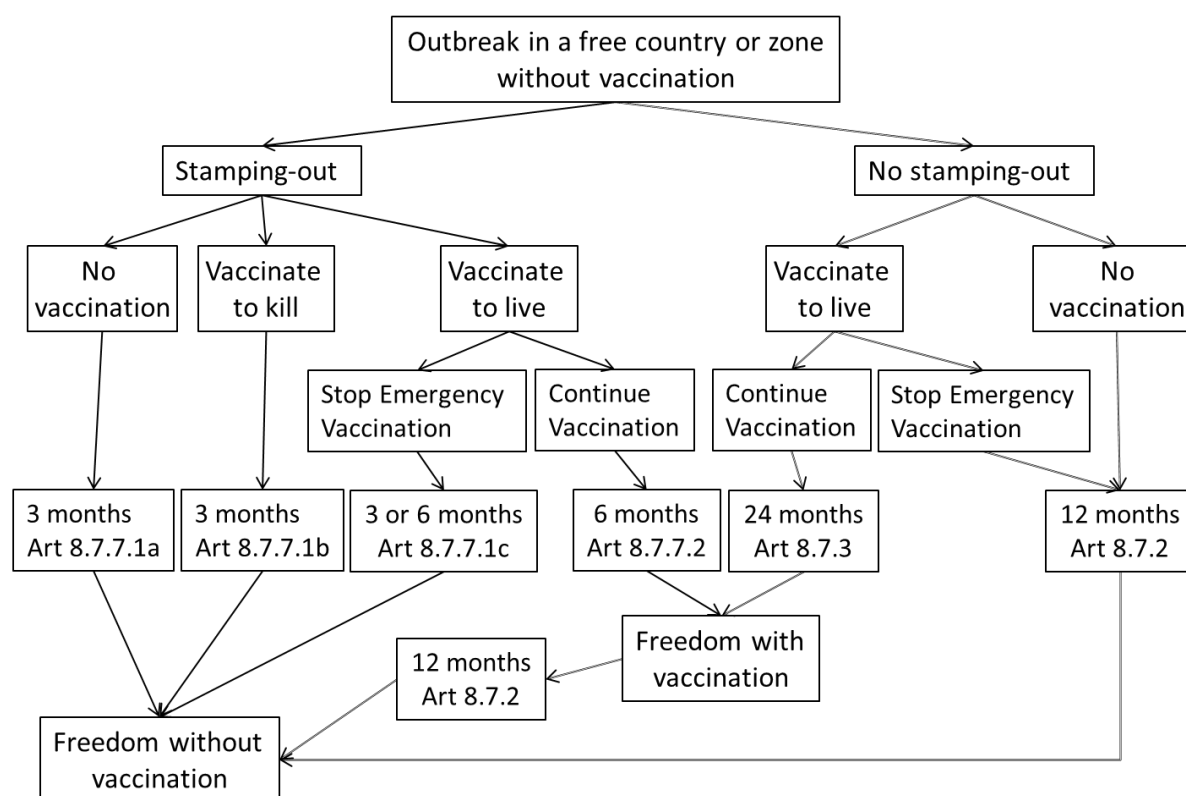 Outbreak in a free country or zone
without vaccination
Stamping-out
No stamping-out
No
vaccination
Vaccinate
to kill
Vaccinate
to live
Vaccinate
to live
No
vaccination
Stop Emergency
Vaccination
Continue
Vaccination
Continue
Vaccination
Stop Emergency
Vaccination
3 months
Art 8.7.7.1a
3 months
Art 8.7.7.1b
3 or 6 months
Art 8.7.7.1c
6 months
Art 8.7.7.2
24 months
Art 8.7.3
12 months
Art 8.7.2
Freedom with
vaccination
12 months
Art 8.7.2
Freedom without
vaccination